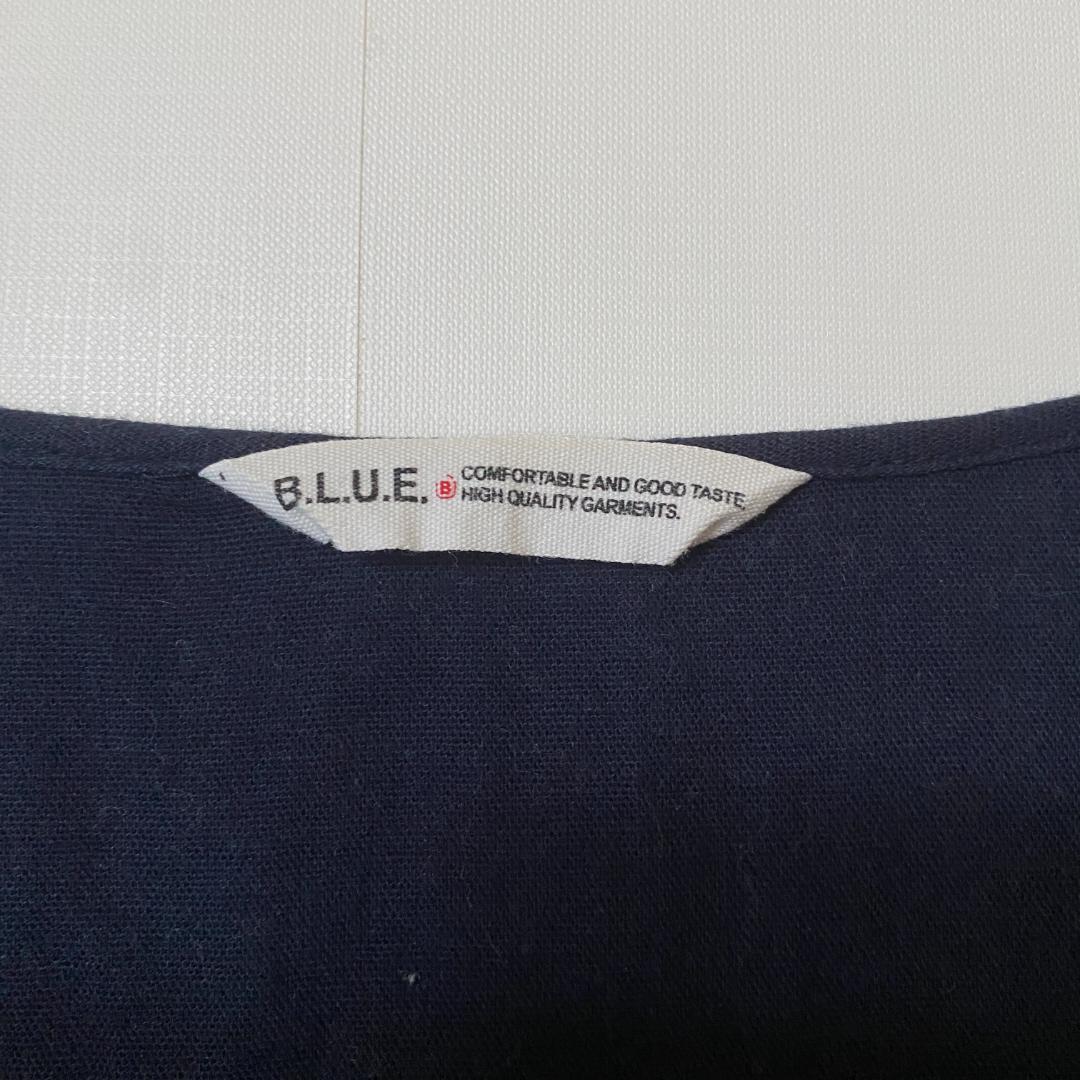 B.L.U.E. B COMFORTABLE AND GOOD TASTE.
HIGH QUALITY GARMENTS.